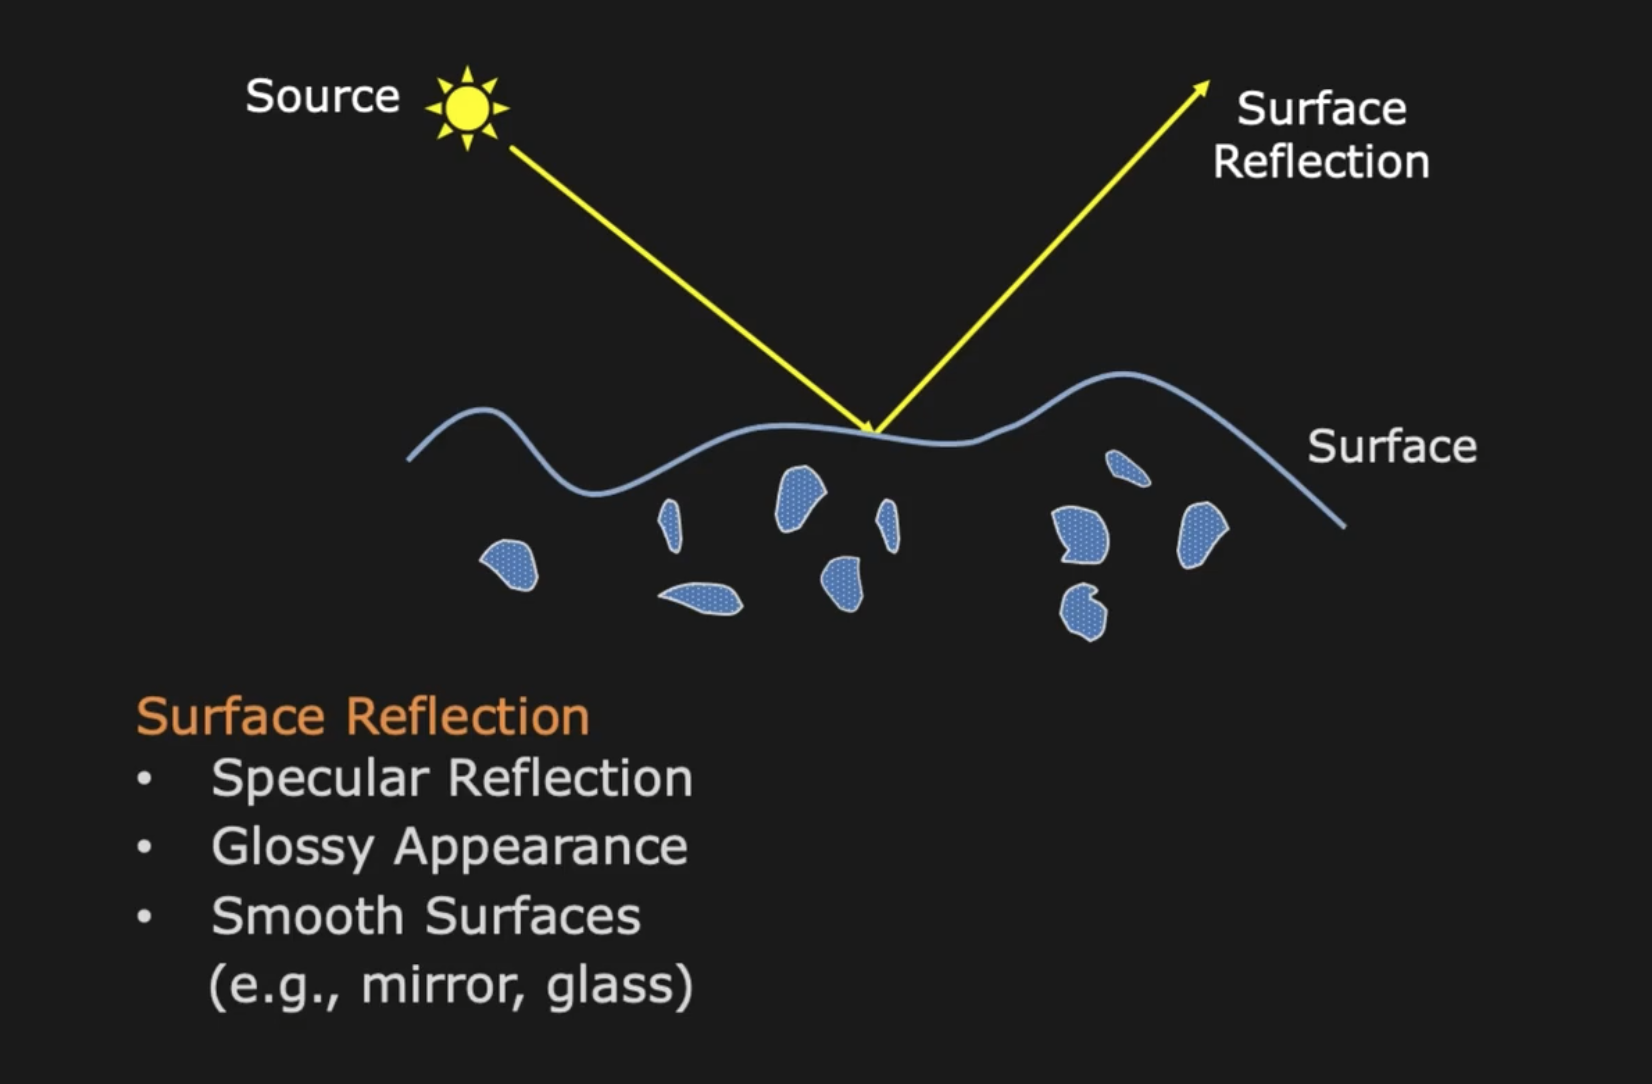 Source
Surface
Reflection
Surface
Surface Reflection
• Specular Reflection
• Glossy Appearance
• Smooth Surfaces
(e.g., mirror, glass)